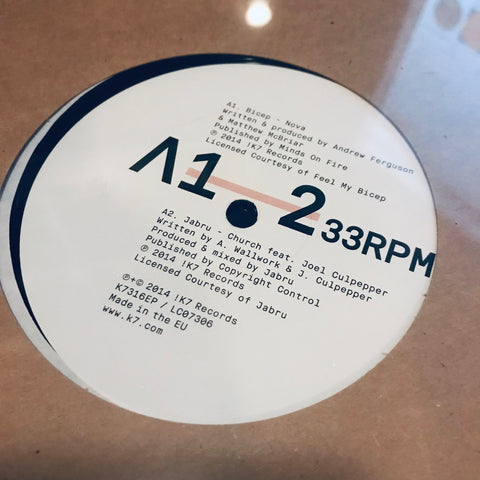 A1. Bicep - Nova
Written & produced by Andrew Ferguson
& Matthew McBriar
Published by Minds On Fire
℗ 2014 !K7 Records
Licensed Courtesy of Feel My Bicep
Λ1 2 33RPM
A2. Jabru - Church feat. Joel Culpepper
Written by A. Wallwork & J. Culpepper
Produced & mixed by Jabru
Published by Copyright Control
℗ 2014 !K7 Records
Licensed Courtesy of Jabru
℗+© 2014 !K7 Records
K7316EP / LC07306
Made in the EU
www.k7.com